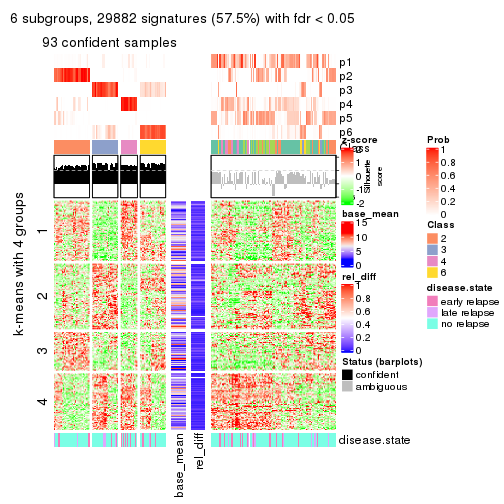 6 subgroups, 29882 signatures (57.5%) with fdr < 0.05
93 confident samples
p1
p2
p3
p4
p5
p6
Class
Silhouette
score
1
2
3
4
k-means with 4 groups
base_mean
rel_diff
disease.state
z-score
2
1
0
-1
-2
base_mean
15
10
5
0
rel_diff
1
0.8
0.6
0.4
0.2
0
Status (barplots)
confident
ambiguous
Prob
1
0.8
0.6
0.4
0.2
0
Class
2
3
4
6
disease.state
early relapse
late relapse
no relapse